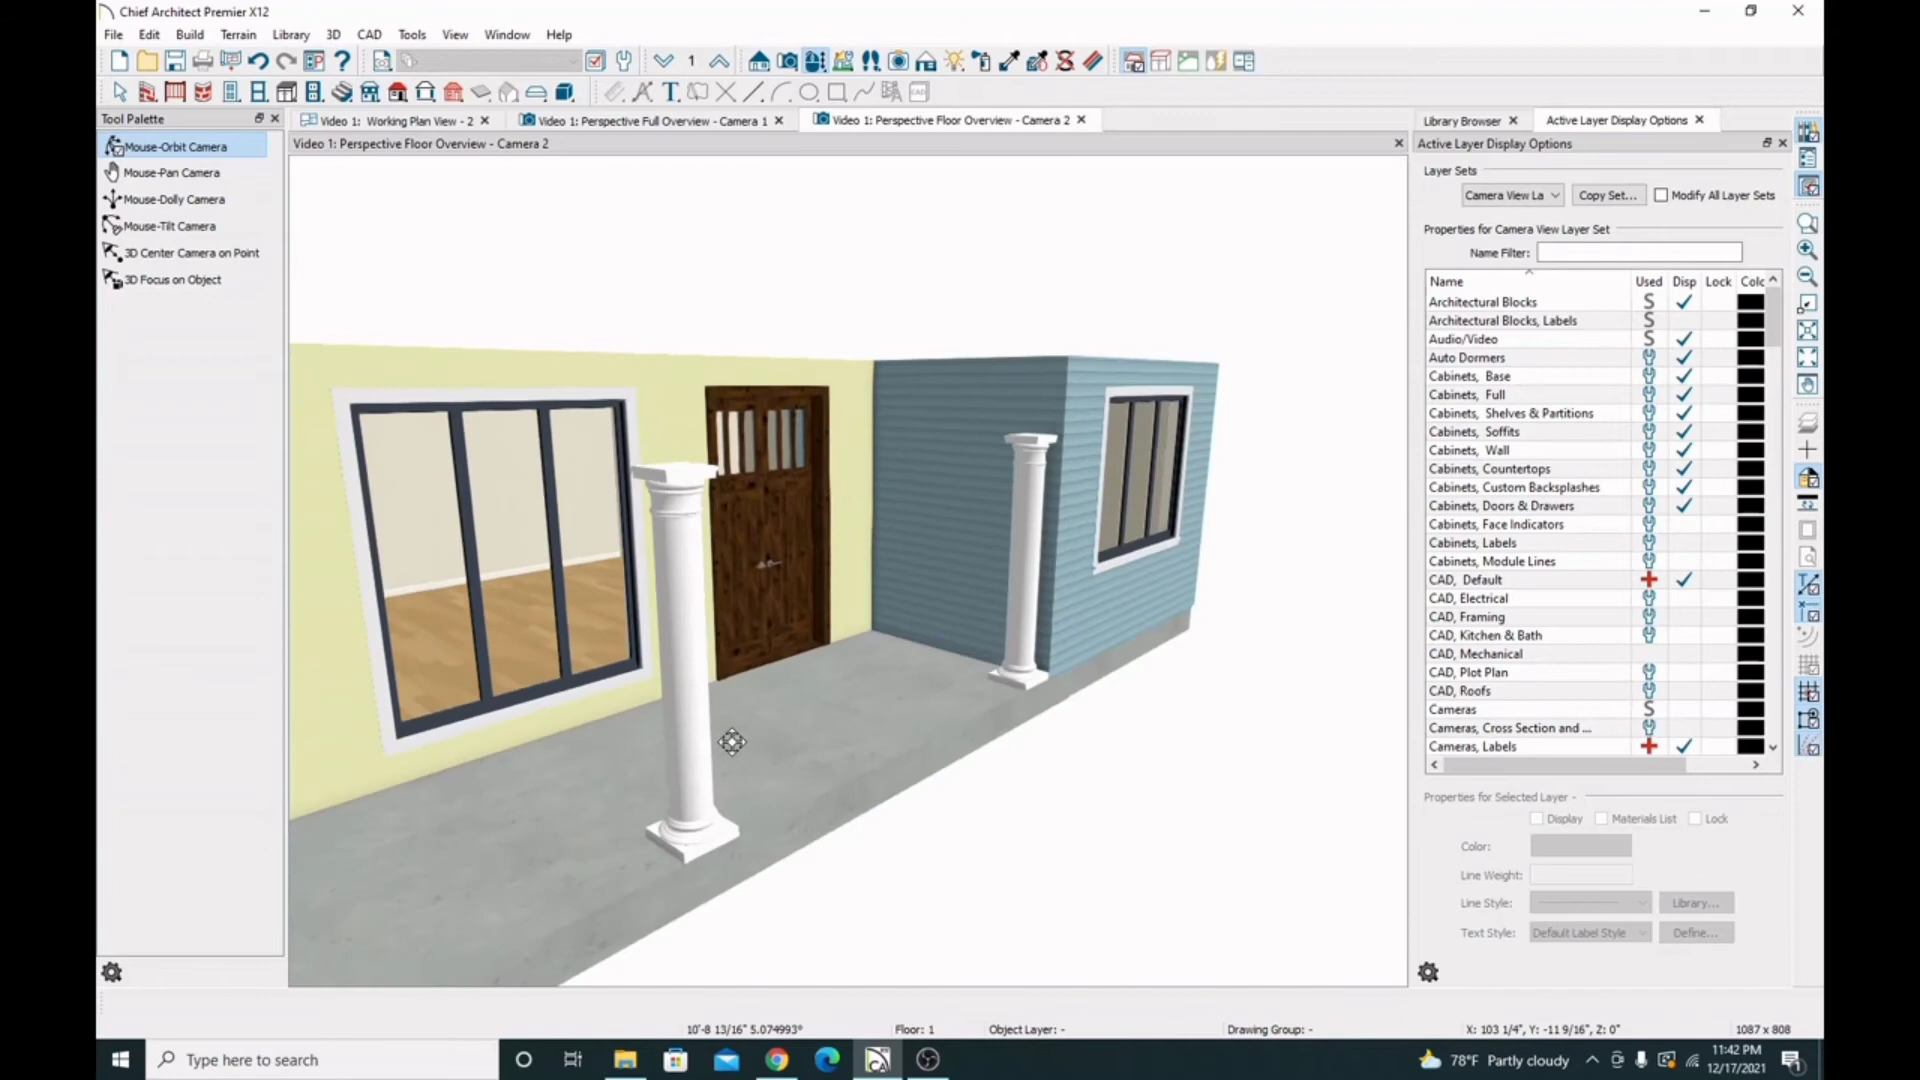 Chief Architect Premier X12
File Edit Build Terrain Library 3D CAD Tools View Window Help
1
Tool Palette
Mouse-Orbit Camera
Mouse-Pan Camera
Mouse-Dolly Camera
Mouse-Tilt Camera
3D Center Camera on Point
3D Focus on Object
Video 1: Working Plan View - 2
Video 1: Perspective Full Overview - Camera 1
Video 1: Perspective Floor Overview - Camera 2
Video 1: Perspective Floor Overview - Camera 2
Library Browser
Active Layer Display Options
Active Layer Display Options
Layer Sets
Camera View La
Copy Set...
Modify All Layer Sets
Properties for Camera View Layer Set
Name Filter:
Name Used Disp Lock Colc
Architectural Blocks S
Architectural Blocks, Labels S
Audio/Video S
Auto Dormers
Cabinets, Base
Cabinets, Full
Cabinets, Shelves & Partitions
Cabinets, Soffits
Cabinets, Wall
Cabinets, Countertops
Cabinets, Custom Backsplashes
Cabinets, Doors & Drawers
Cabinets, Face Indicators
Cabinets, Labels
Cabinets, Module Lines
CAD, Default
CAD, Electrical
CAD, Framing
CAD, Kitchen & Bath
CAD, Mechanical
CAD, Plot Plan
CAD, Roofs
Cameras S
Cameras, Cross Section and ...
Cameras, Labels
Properties for Selected Layer -
Display Materials List Lock
Color:
Line Weight:
Line Style: Library...
Text Style: Default Label Style Define...
10'-8 13/16" 5.074993° Floor: 1 Object Layer: - Drawing Group: - X: 103 1/4", Y: -11 9/16", Z: 0" 1087 x 808
Type here to search
78°F Partly cloudy
11:42 PM
12/17/2021
1